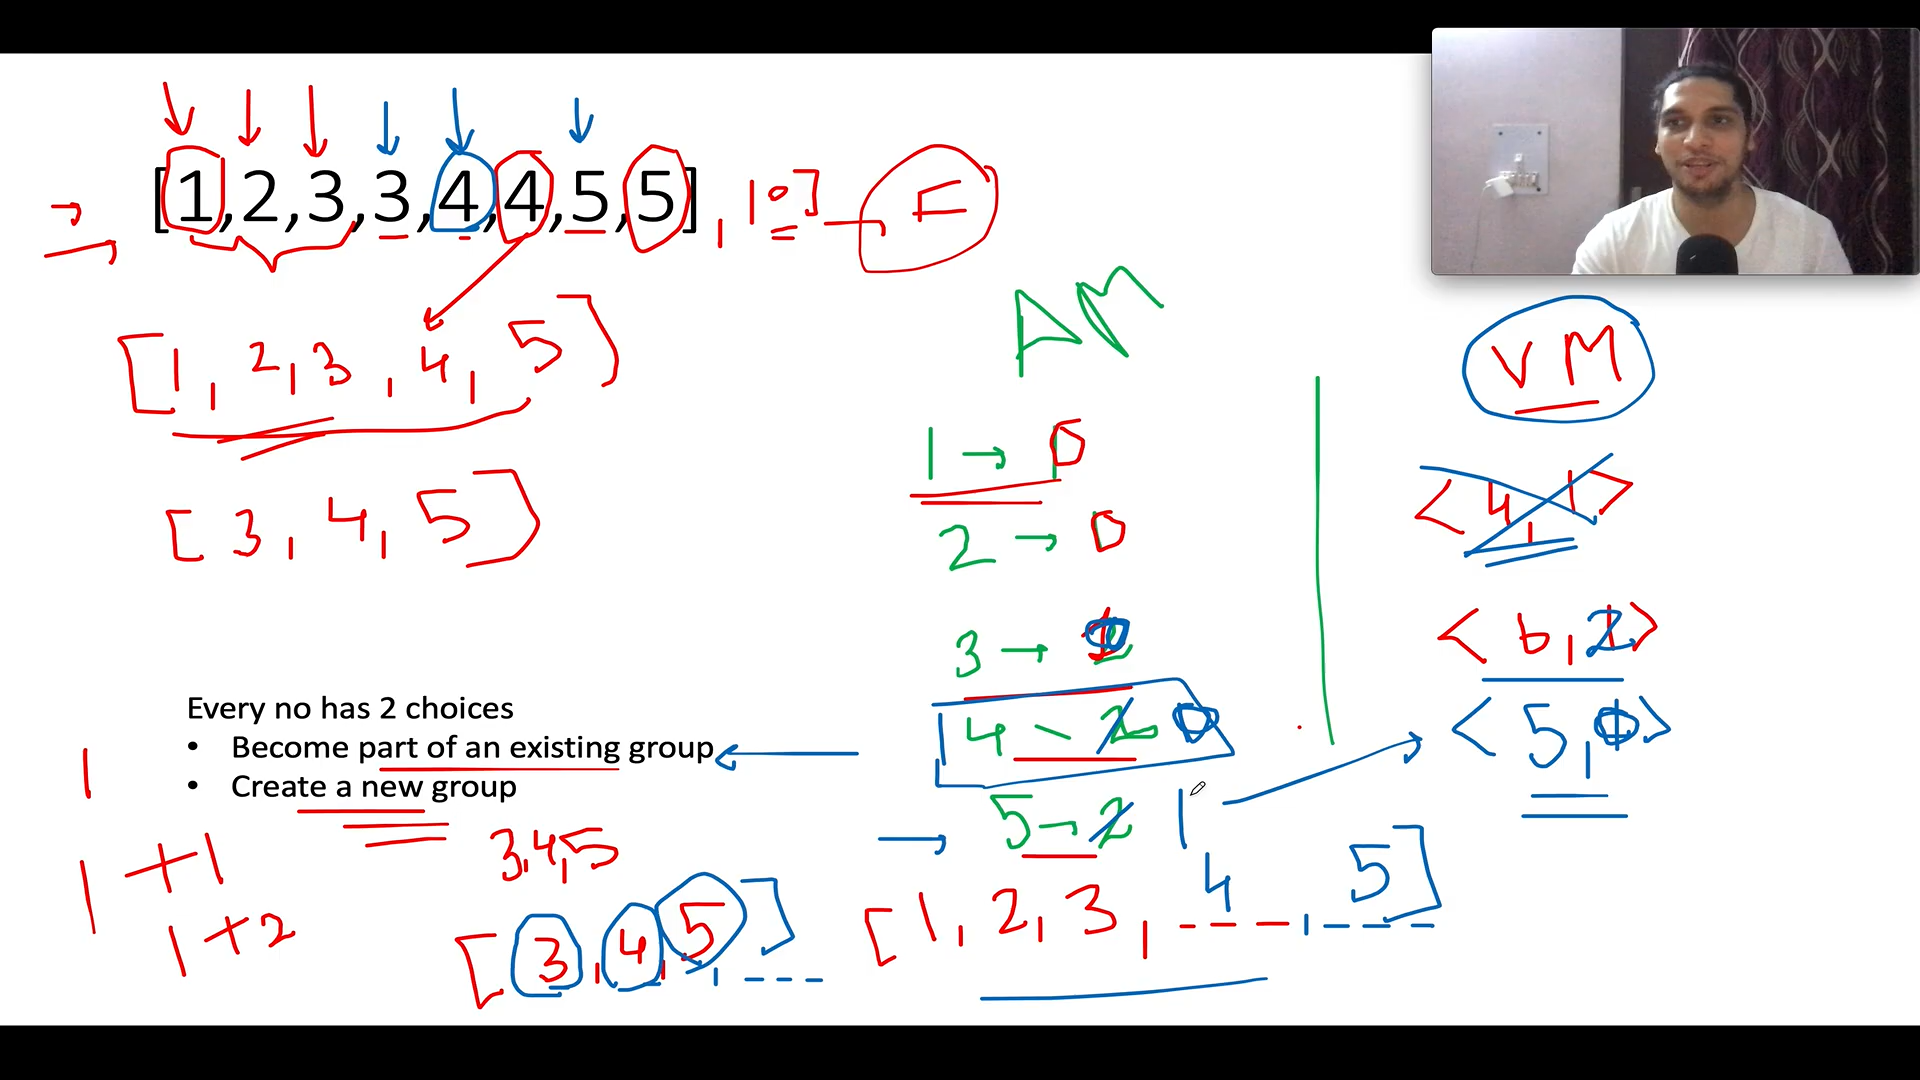 [1,2,3,3,4,4,5,5] , 10] F
[1, 2, 3, 4, 5]
[3, 4, 5]
AM
VM
1 → 0
2 → 0
3 →
4 - 2 0
5 → 2 1
<4, 1>
<6, 2>
<5,
Every no has 2 choices
• Become part of an existing group
• Create a new group
1
1 + 1
1 + 2
3,4,5
[3, 4, 5, ---]
[1, 2, 3, 4, 5]